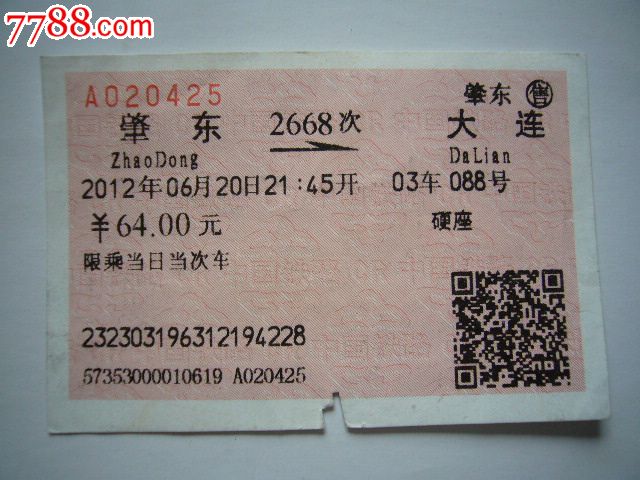 7788.com
A020425
肇东 售
肇东 2668次 大连
ZhaoDong DaLian
2012年06月20日21:45开 03车088号
￥64.00元 硬座
限乘当日当次车
232303196312194228
57353000010619 A020425